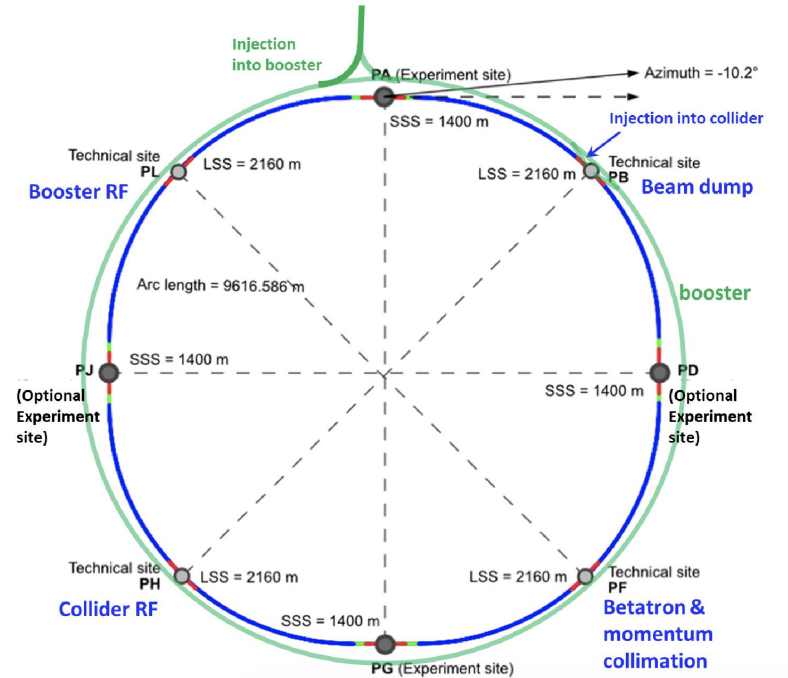 Injection
into booster
PA (Experiment site)
Azimuth = -10.2°
SSS = 1400 m
Injection into collider
Technical site
PL
LSS = 2160 m
Booster RF
LSS = 2160 m
Technical site
PB
Beam dump
Arc length = 9616.586 m
booster
PJ
SSS = 1400 m
PD
SSS = 1400 m
(Optional
Experiment
site)
(Optional
Experiment
site)
Technical site
PH
LSS = 2160 m
Collider RF
LSS = 2160 m
Technical site
PF
Betatron &
momentum
collimation
SSS = 1400 m
PG (Experiment site)